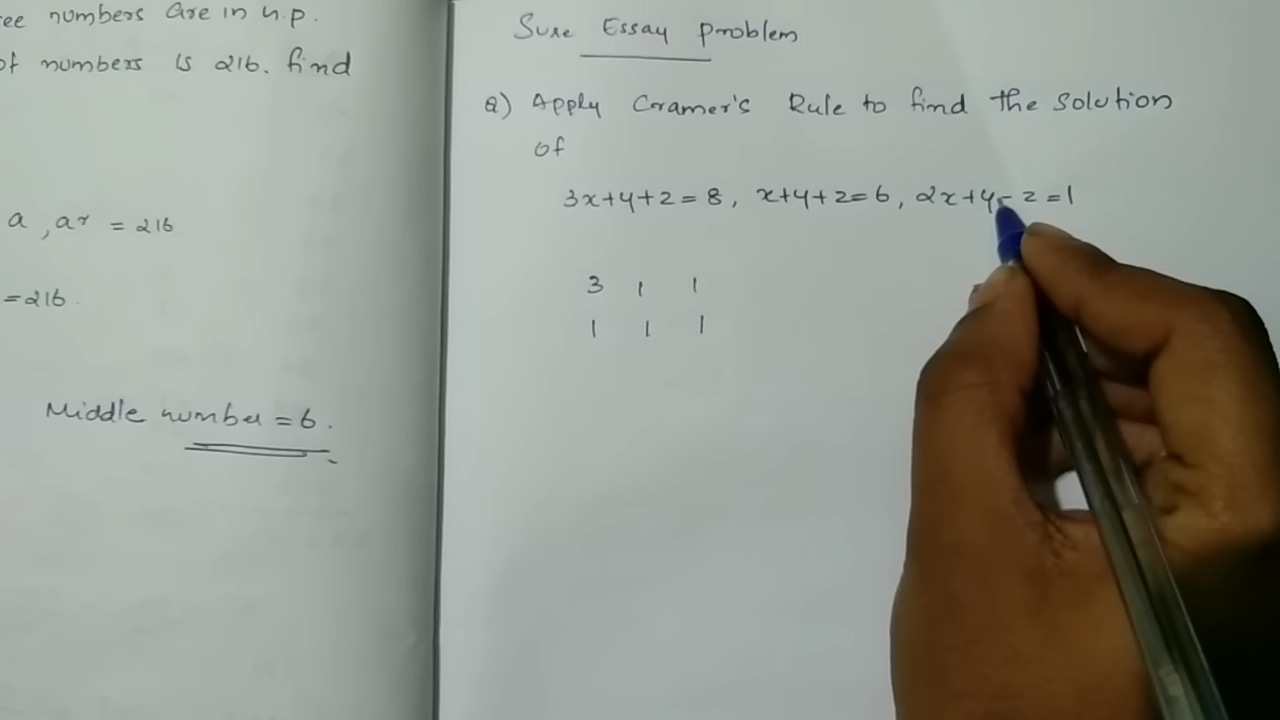 ee numbers are in G.P.
of numbers is 216. find
a, ar = 216
= 216.
Middle number = 6.
Sure Essay problem
Q) Apply Cramer's Rule to find the solution
of
3x+y+z=8, x+y+z=6, 2x+y-z=1
3 1 1
1 1 1